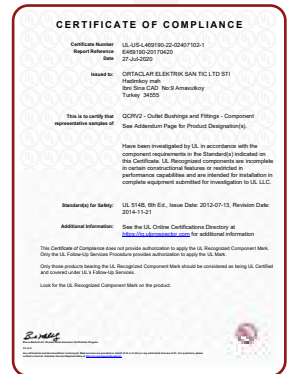 CERTIFICATE OF COMPLIANCE
Certificate Number UL-US-L469190-22-02407102-1
Report Reference E469190-20170420
Date 27-Jul-2020
Issued to: ORTACLAR ELEKTRIK SAN TIC LTD STI
Hadimkoy mah
Ibni Sina CAD No:9 Arnavutkoy
Turkey 34555
This is to certify that QCRV2 - Outlet Bushings and Fittings - Component
representative samples of See Addendum Page for Product Designation(s).
Have been investigated by UL in accordance with the
component requirements in the Standard(s) indicated on
this Certificate. UL Recognized components are incomplete
in certain constructional features or restricted in
performance capabilities and are intended for installation in
complete equipment submitted for investigation to UL LLC.
Standard(s) for Safety: UL 514B, 6th Ed., Issue Date: 2012-07-13, Revision Date:
2014-11-21
Additional Information: See the UL Online Certifications Directory at
https://iq.ulprospector.com for additional information
This Certificate of Compliance does not provide authorization to apply the UL Recognized Component Mark.
Only the UL Follow-Up Services Procedure provides authorization to apply the UL Mark.
Only those products bearing the UL Recognized Component Mark should be considered as being UL Certified
and covered under UL's Follow-Up Services.
Look for the UL Recognized Component Mark on the product.